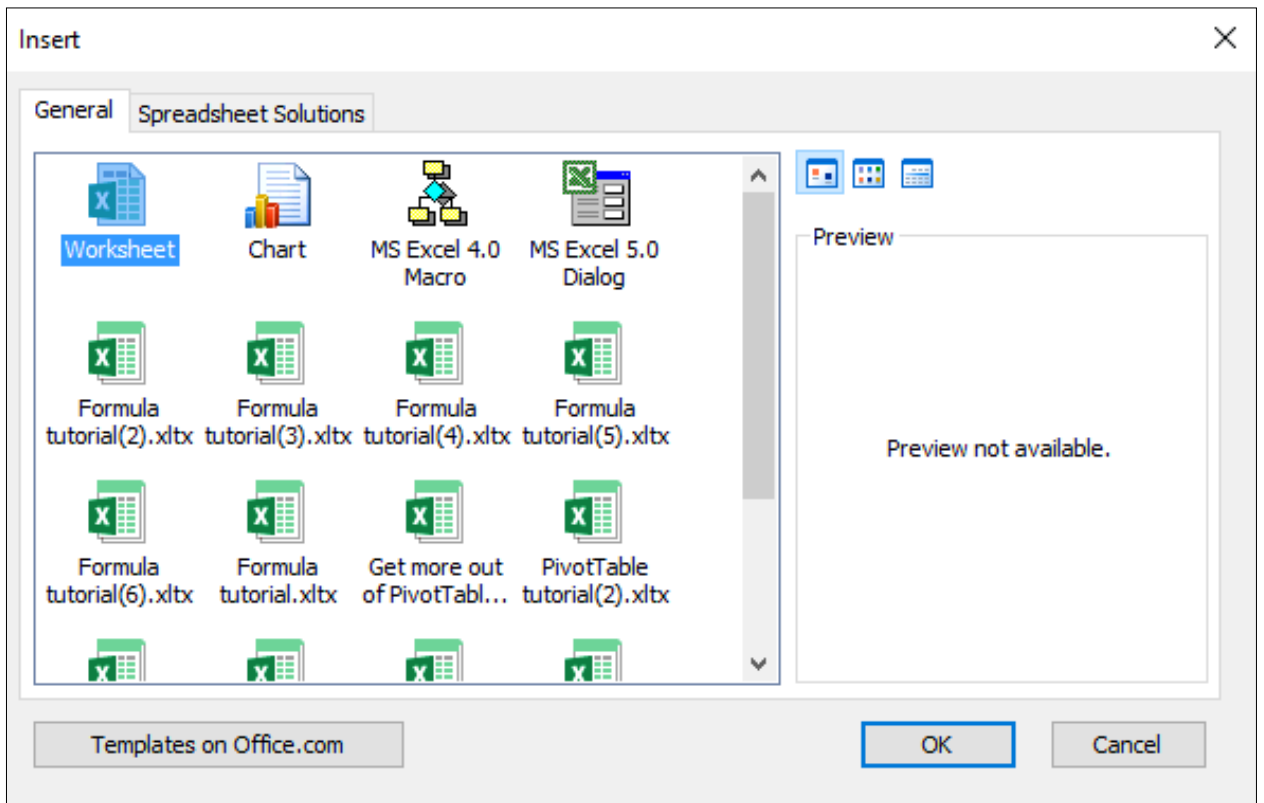 Insert
General
Spreadsheet Solutions
Worksheet
Chart
MS Excel 4.0
Macro
MS Excel 5.0
Dialog
Formula
tutorial(2).xltx
Formula
tutorial(3).xltx
Formula
tutorial(4).xltx
Formula
tutorial(5).xltx
Formula
tutorial(6).xltx
Formula
tutorial.xltx
Get more out
of PivotTabl...
PivotTable
tutorial(2).xltx
Preview
Preview not available.
Templates on Office.com
OK
Cancel